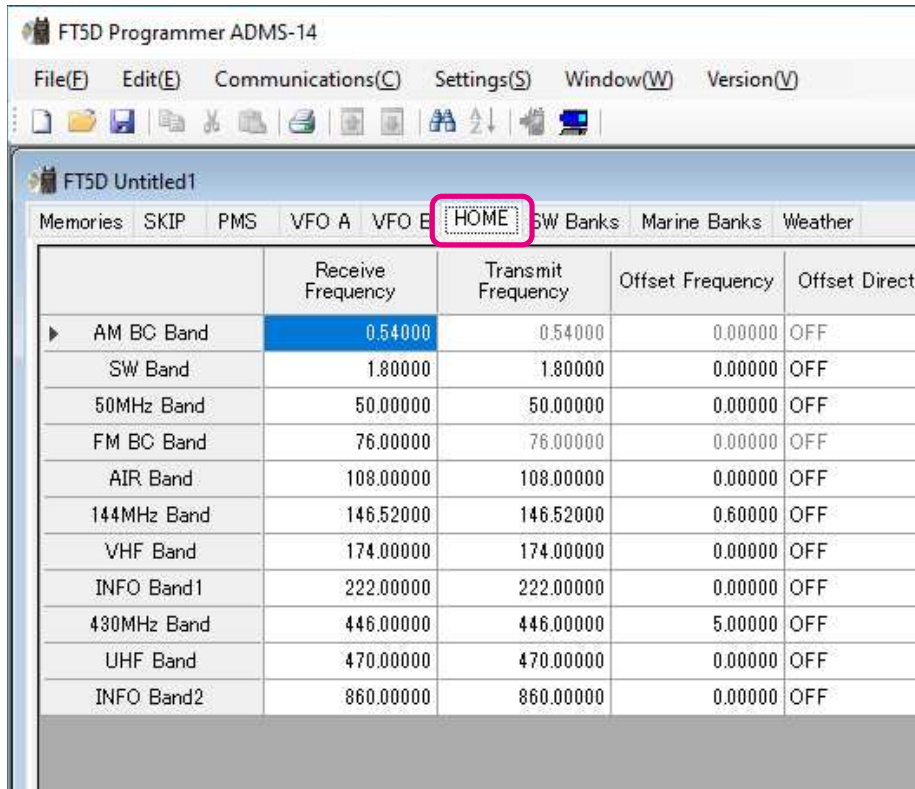 FT5D Programmer ADMS-14
File(F) Edit(E) Communications(C) Settings(S) Window(W) Version(V)
FT5D Untitled1
Memories SKIP PMS VFO A VFO B HOME SW Banks Marine Banks Weather
Receive Frequency Transmit Frequency Offset Frequency Offset Direct
AM BC Band 0.54000 0.54000 0.00000 OFF
SW Band 1.80000 1.80000 0.00000 OFF
50MHz Band 50.00000 50.00000 0.00000 OFF
FM BC Band 76.00000 76.00000 0.00000 OFF
AIR Band 108.00000 108.00000 0.00000 OFF
144MHz Band 146.52000 146.52000 0.60000 OFF
VHF Band 174.00000 174.00000 0.00000 OFF
INFO Band1 222.00000 222.00000 0.00000 OFF
430MHz Band 446.00000 446.00000 5.00000 OFF
UHF Band 470.00000 470.00000 0.00000 OFF
INFO Band2 860.00000 860.00000 0.00000 OFF